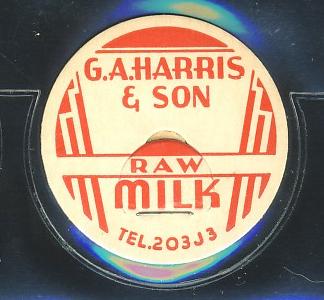 G.A.HARRIS
& SON
RAW
MILK
TEL.203J3